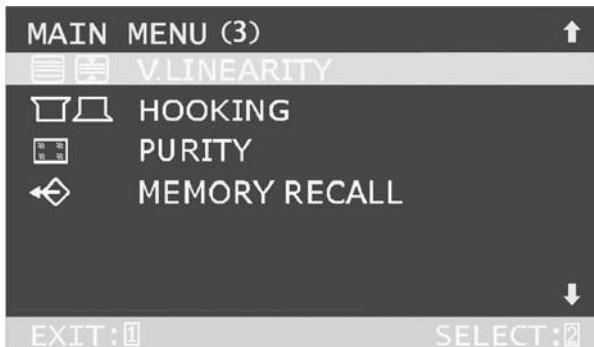 MAIN MENU (3)
V.LINEARITY
HOOKING
PURITY
MEMORY RECALL
EXIT:1 SELECT:2